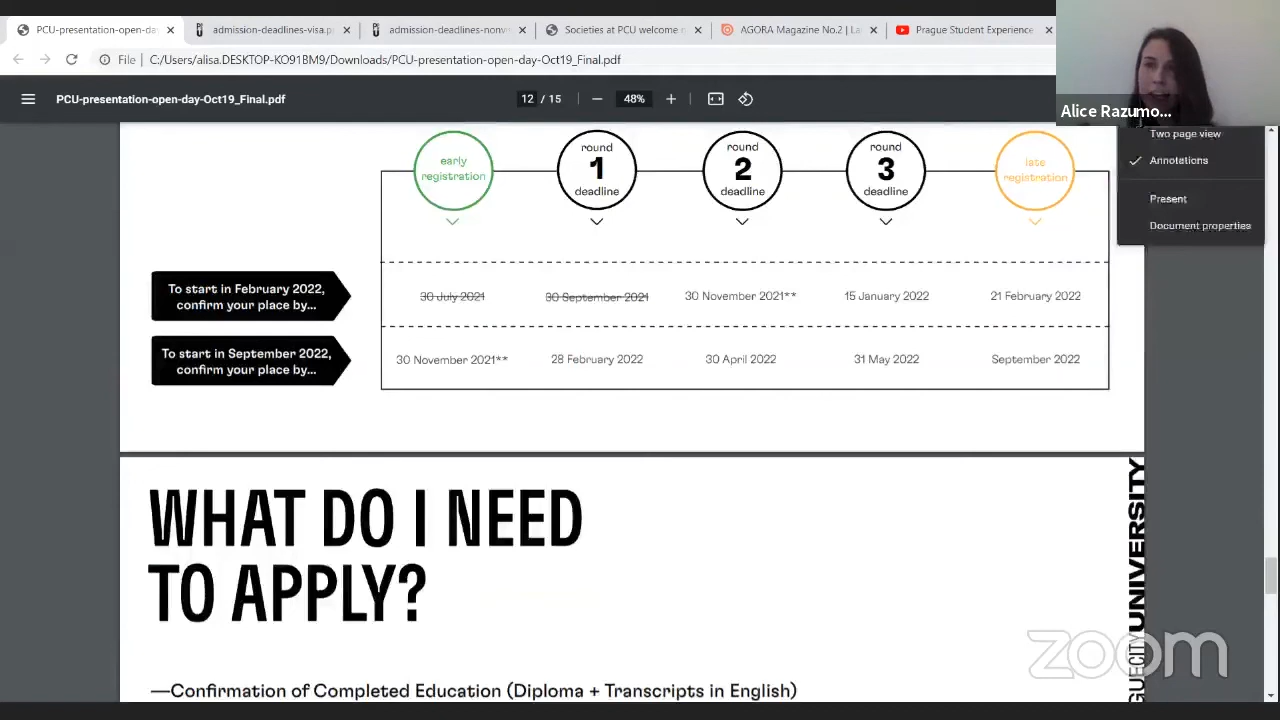 PCU-presentation-open-da
admission-deadlines-visa.p
admission-deadlines-nonv
Societies at PCU welcome
AGORA Magazine No.2 | La
Prague Student Experience
File | C:/Users/alisa.DESKTOP-KO91BM9/Downloads/PCU-presentation-open-day-Oct19_Final.pdf
PCU-presentation-open-day-Oct19_Final.pdf
12 / 15
48%
Alice Razumo...
Two page view
Annotations
Present
Document properties
early registration
round 1 deadline
round 2 deadline
round 3 deadline
late registration
To start in February 2022,
confirm your place by...
30 July 2021
30 September 2021
30 November 2021**
15 January 2022
21 February 2022
To start in September 2022,
confirm your place by...
30 November 2021**
28 February 2022
30 April 2022
31 May 2022
September 2022
WHAT DO I NEED
TO APPLY?
—Confirmation of Completed Education (Diploma + Transcripts in English)
GUECITYUNIVERSITY
zoom